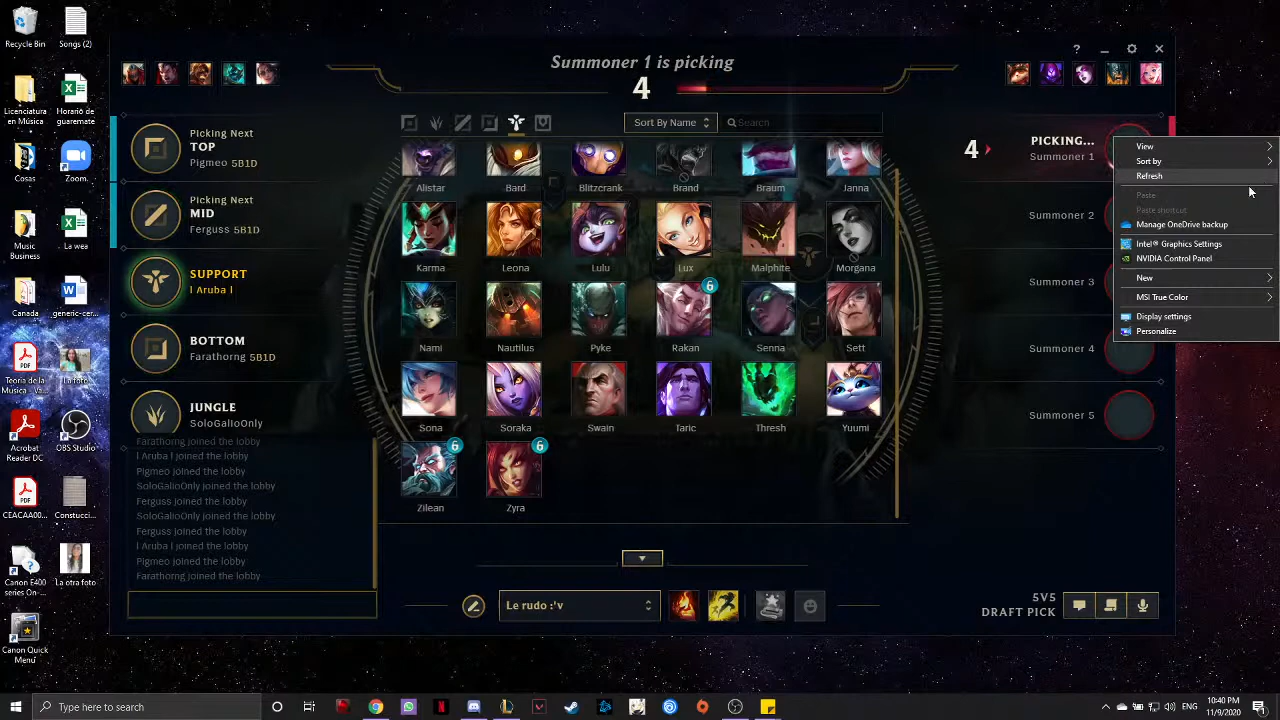 Recycle Bin
Songs (2)
Licenciatura
en Música
Horario de
guaremate
Cosas
Zoom.
Music
Business
La wea
Canada
generic-cer...
Teoria de la
Musica - Va...
La foto
Acrobat
Reader DC
OBS Studio
CEACAA00...
Constucci...
Canon E400
series On-...
La otra foto
Canon Quick
Menu
Summoner 1 is picking
4
?
Picking Next
TOP
Pigmeo 5B1D
Picking Next
MID
Ferguss 5B1D
SUPPORT
l Aruba l
BOTTON
Farathorng 5B1D
JUNGLE
SoloGalioOnly
Farathorng joined the lobby
l Aruba l joined the lobby
Pigmeo joined the lobby
SoloGalioOnly joined the lobby
Ferguss joined the lobby
SoloGalioOnly joined the lobby
Ferguss joined the lobby
l Aruba l joined the lobby
Pigmeo joined the lobby
Farathorng joined the lobby
Sort By Name
Search
Alistar
Bard
Blitzcrank
Brand
Braum
Janna
Karma
Leona
Lulu
Lux
Malphite
Morgana
6
Nami
Nautilus
Pyke
Rakan
Senna
Sett
Sona
Soraka
Swain
Taric
Thresh
Yuumi
6
6
Zilean
Zyra
Le rudo :'v
4
PICKING...
Summoner 1
Summoner 2
Summoner 3
Summoner 4
Summoner 5
View
Sort by
Refresh
Paste
Paste shortcut
Manage OneDrive backup
Intel® Graphics Settings
NVIDIA Control Panel
New
MSI True Color
Display settings
Personalize
5V5
DRAFT PICK
Type here to search
ENG
10:40 PM
11/9/2020